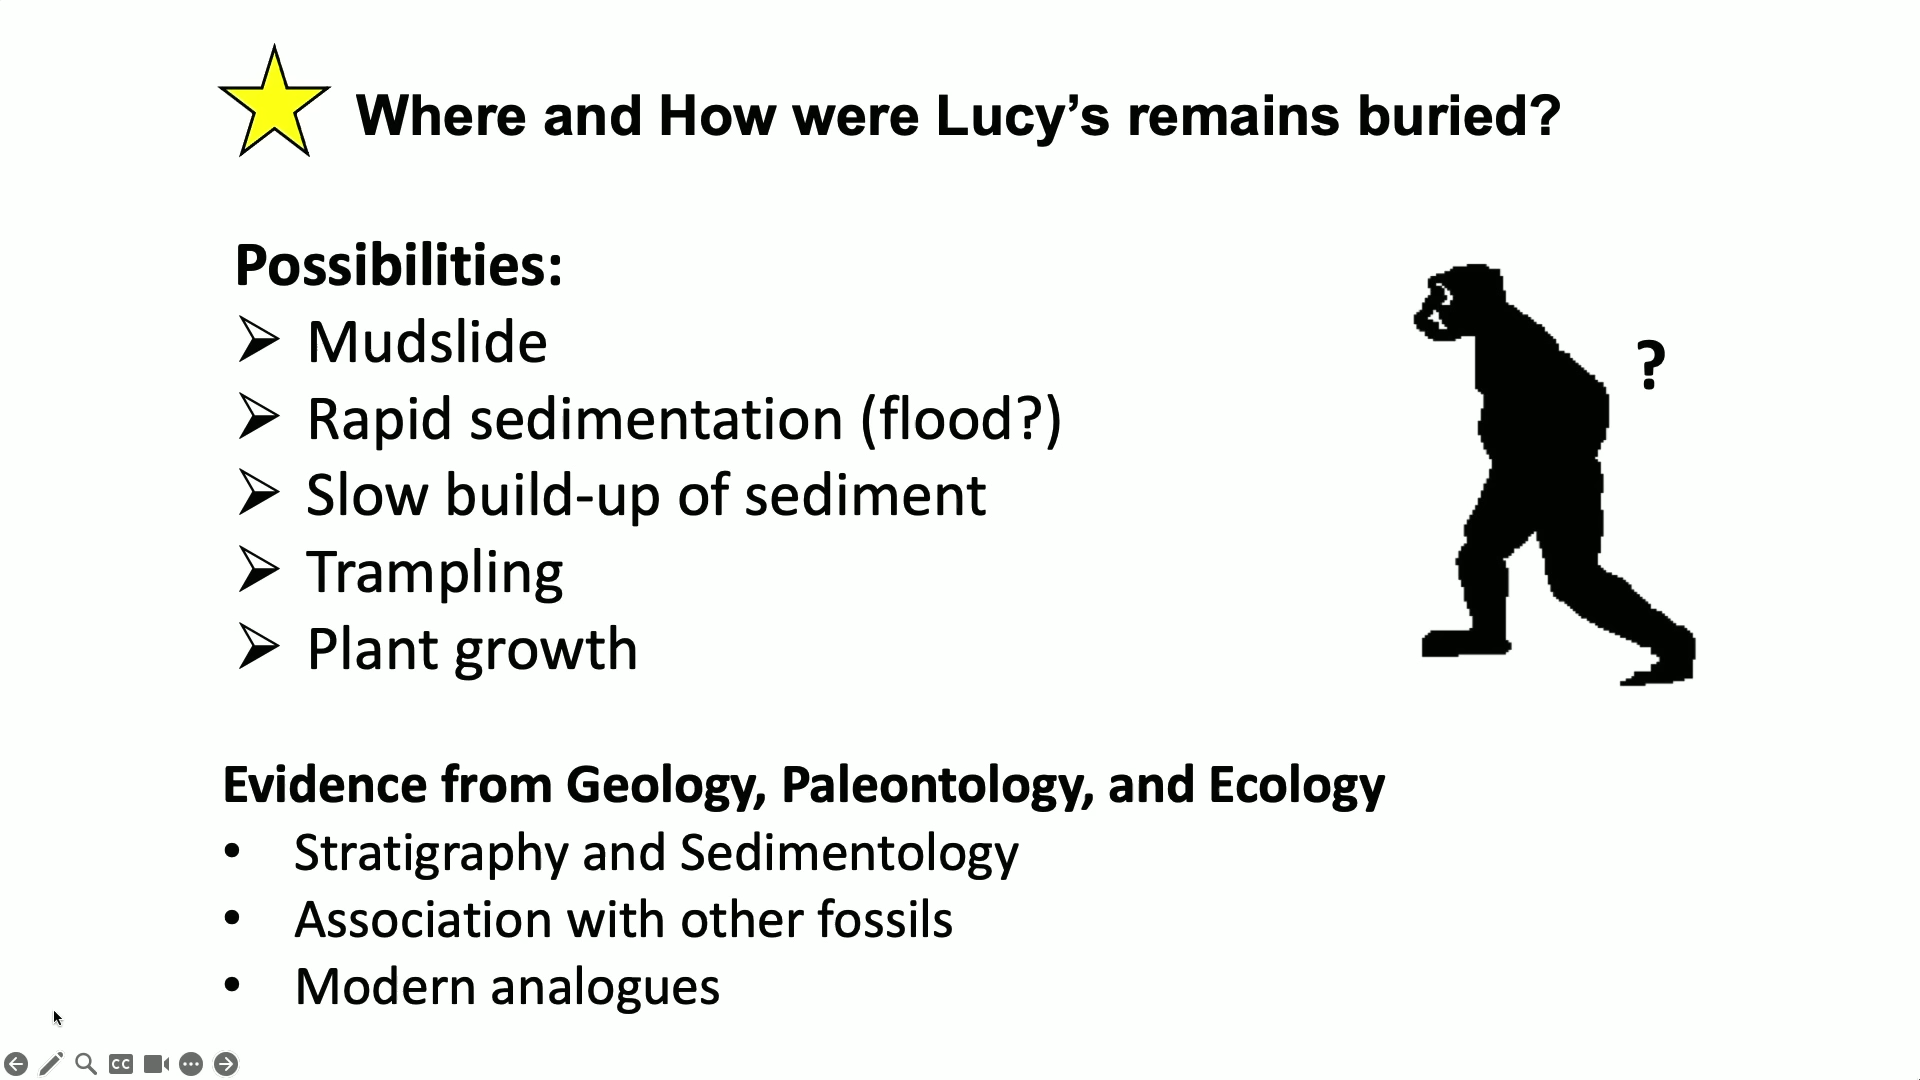 Where and How were Lucy’s remains buried?
Possibilities:
Mudslide
Rapid sedimentation (flood?)
Slow build-up of sediment
Trampling
Plant growth
?
Evidence from Geology, Paleontology, and Ecology
• Stratigraphy and Sedimentology
• Association with other fossils
• Modern analogues
CC